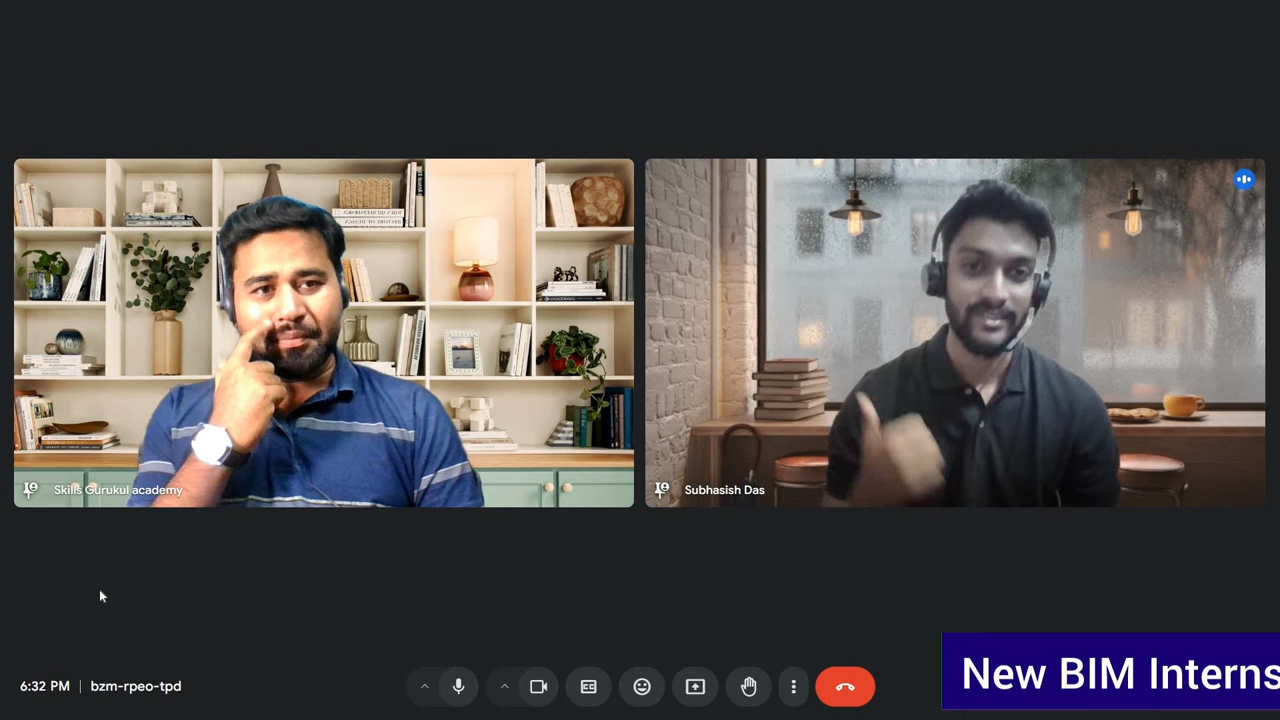 Skills Gurukul academy
Subhasish Das
6:32 PM | bzm-rpeo-tpd
New BIM Interns